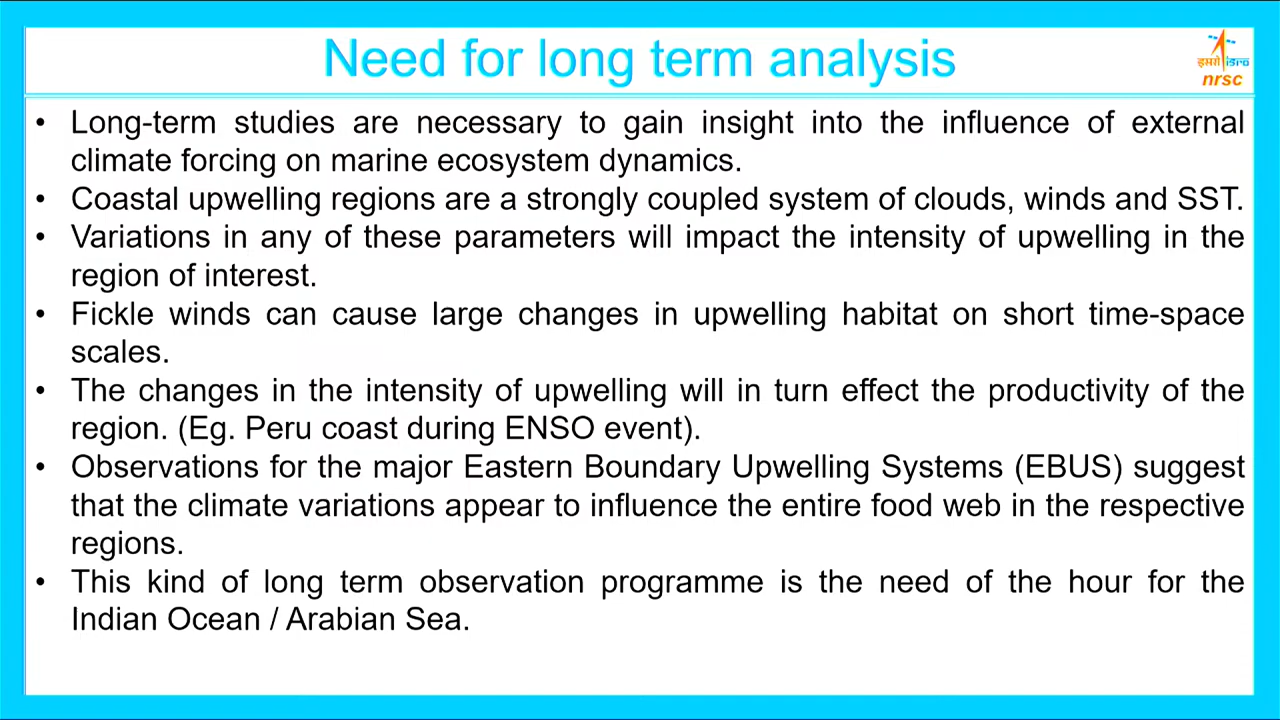 Need for long term analysis
इसरो isro
nrsc
• Long-term studies are necessary to gain insight into the influence of external
climate forcing on marine ecosystem dynamics.
• Coastal upwelling regions are a strongly coupled system of clouds, winds and SST.
• Variations in any of these parameters will impact the intensity of upwelling in the
region of interest.
• Fickle winds can cause large changes in upwelling habitat on short time-space
scales.
• The changes in the intensity of upwelling will in turn effect the productivity of the
region. (Eg. Peru coast during ENSO event).
• Observations for the major Eastern Boundary Upwelling Systems (EBUS) suggest
that the climate variations appear to influence the entire food web in the respective
regions.
• This kind of long term observation programme is the need of the hour for the
Indian Ocean / Arabian Sea.